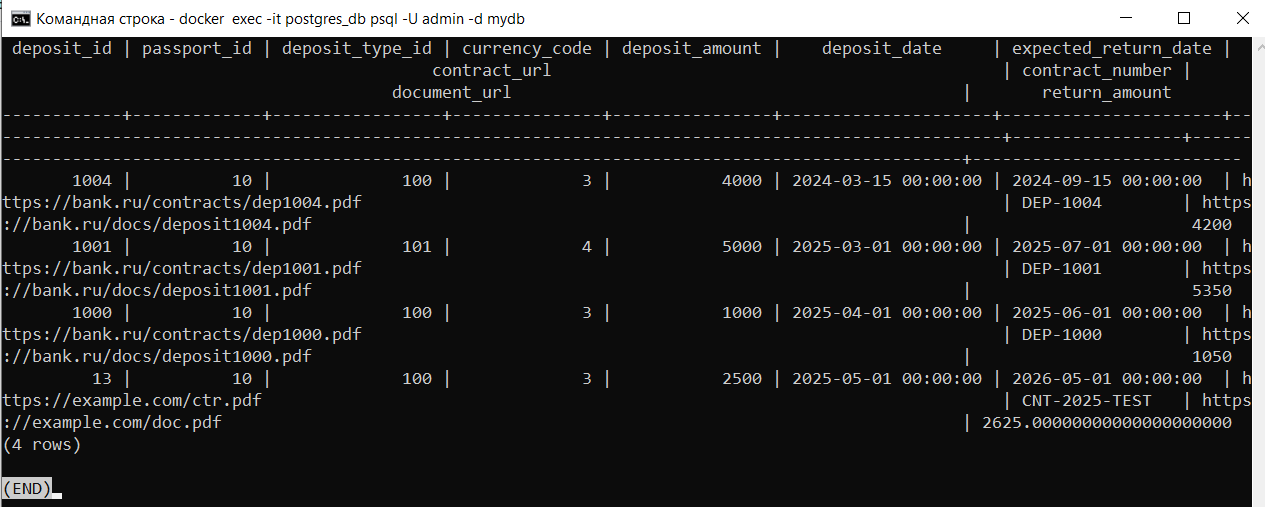 Командная строка - docker exec -it postgres_db psql -U admin -d mydb
deposit_id | passport_id | deposit_type_id | currency_code | deposit_amount | deposit_date | expected_return_date |
contract_url | contract_number |
document_url | return_amount
------------+-------------+-----------------+---------------+----------------+---------------------+----------------------+--
----------------------------------------------------------------------------------------------------+-----------------+------
------------------------------------------------------------------------------------------------+---------------------------
1004 | 10 | 100 | 3 | 4000 | 2024-03-15 00:00:00 | 2024-09-15 00:00:00 | h
ttps://bank.ru/contracts/dep1004.pdf | DEP-1004 | https
://bank.ru/docs/deposit1004.pdf | 4200
1001 | 10 | 101 | 4 | 5000 | 2025-03-01 00:00:00 | 2025-07-01 00:00:00 | h
ttps://bank.ru/contracts/dep1001.pdf | DEP-1001 | https
://bank.ru/docs/deposit1001.pdf | 5350
1000 | 10 | 100 | 3 | 1000 | 2025-04-01 00:00:00 | 2025-06-01 00:00:00 | h
ttps://bank.ru/contracts/dep1000.pdf | DEP-1000 | https
://bank.ru/docs/deposit1000.pdf | 1050
13 | 10 | 100 | 3 | 2500 | 2025-05-01 00:00:00 | 2026-05-01 00:00:00 | h
ttps://example.com/ctr.pdf | CNT-2025-TEST | https
://example.com/doc.pdf | 2625.00000000000000000000
(4 rows)
(END)